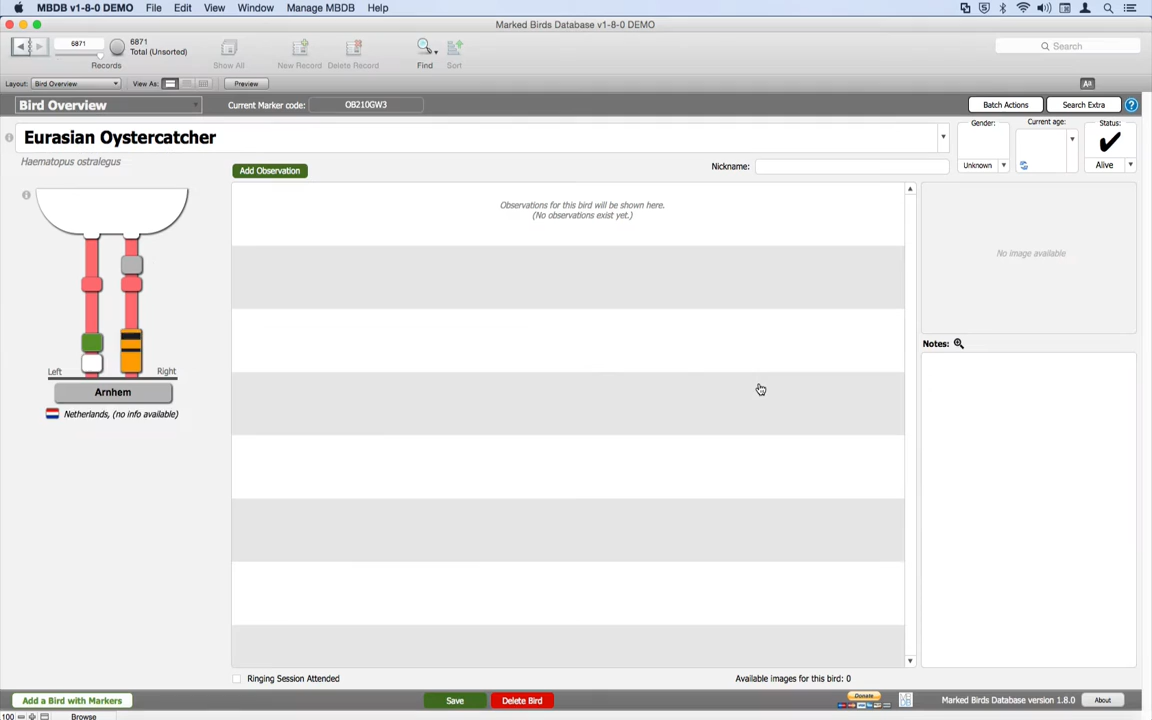 MBDB v1-8-0 DEMO File Edit View Window Manage MBDB Help
Marked Birds Database v1-8-0 DEMO
6871
6871
Total (Unsorted)
Records
Show All
New Record
Delete Record
Find
Sort
Search
Layout: Bird Overview
View As:
Preview
Aa
Bird Overview
Current Marker code: OB210GW3
Batch Actions
Search Extra
?
Eurasian Oystercatcher
Haematopus ostralegus
Gender:
Unknown
Current age:
Status:
Alive
Add Observation
Nickname:
Observations for this bird will be shown here.
(No observations exist yet.)
No image available
Notes:
Left
Right
Arnhem
Netherlands, (no info available)
Ringing Session Attended
Available images for this bird: 0
Add a Bird with Markers
Save
Delete Bird
Donate
Marked Birds Database version 1.8.0
About
100
Browse